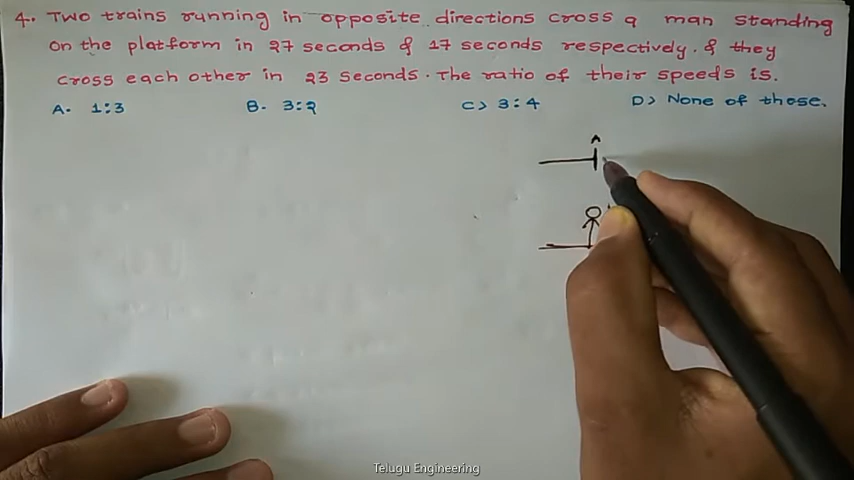 4. Two trains running in opposite directions cross a man standing
on the platform in 27 seconds & 17 seconds respectively. & they
cross each other in 23 seconds. The ratio of their speeds is.
A. 1:3 B. 3:2 C> 3:4 D> None of these.
A
Telugu Engineering